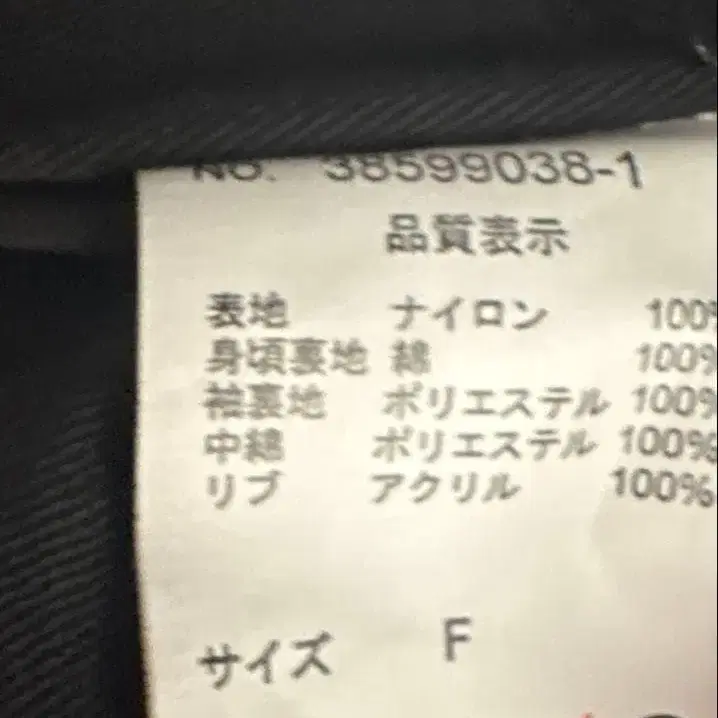 NO. 38599038-1
品質表示
表地 ナイロン 100%
身頃裏地 綿 100%
袖裏地 ポリエステル 100%
中綿 ポリエステル 100%
リブ アクリル 100%
サイズ F